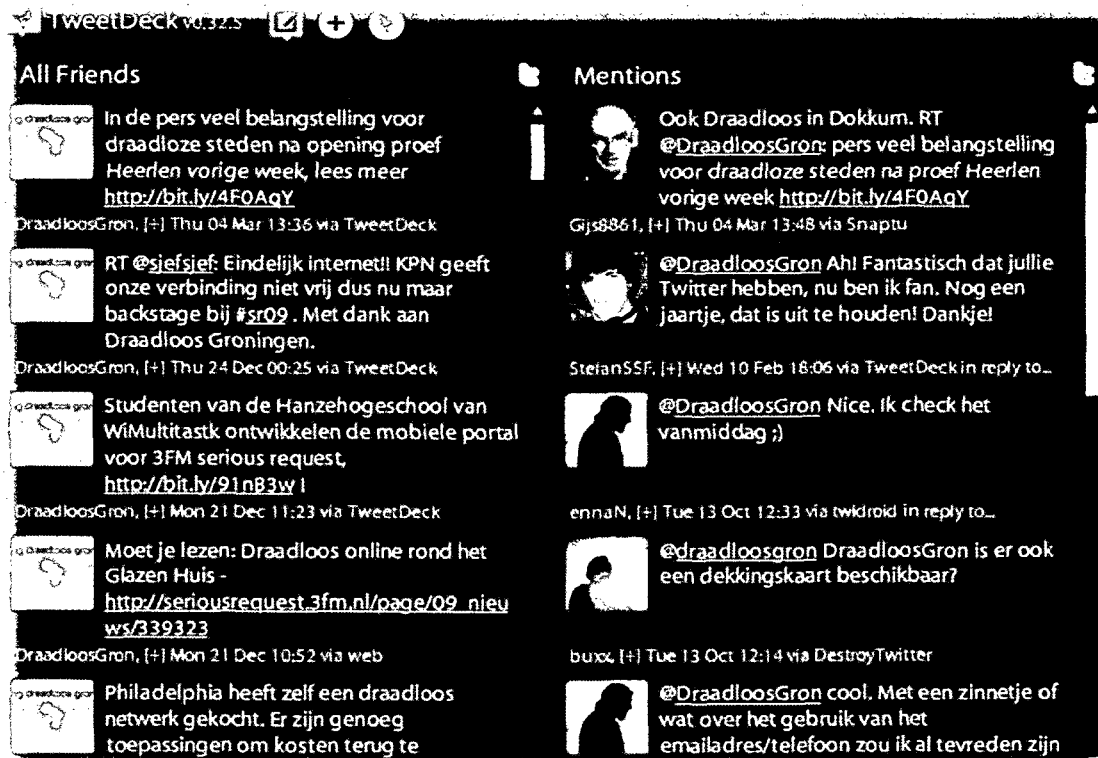 TweetDeck v0.32.5
All Friends
In de pers veel belangstelling voor
draadloze steden na opening proef
Heerlen vorige week, lees meer
http://bit.ly/4F0AqY
DraadloosGron, [+] Thu 04 Mar 13:36 via TweetDeck
RT @sjefsjef: Eindelijk internet!! KPN geeft
onze verbinding niet vrij dus nu maar
backstage bij #sr09 . Met dank aan
Draadloos Groningen.
DraadloosGron, [+] Thu 24 Dec 00:25 via TweetDeck
Studenten van de Hanzehogeschool van
WiMultitastk ontwikkelen de mobiele portal
voor 3FM serious request,
http://bit.ly/91nB3w !
DraadloosGron, [+] Mon 21 Dec 11:23 via TweetDeck
Moet je lezen: Draadloos online rond het
Glazen Huis -
http://seriousrequest.3fm.nl/page/09_nieu
ws/339323
DraadloosGron, [+] Mon 21 Dec 10:52 via web
Philadelphia heeft zelf een draadloos
netwerk gekocht. Er zijn genoeg
toepassingen om kosten terug te
Mentions
Ook Draadloos in Dokkum. RT
@DraadloosGron: pers veel belangstelling
voor draadloze steden na proef Heerlen
vorige week http://bit.ly/4F0AqY
Gijs8861, [+] Thu 04 Mar 13:48 via Snaptu
@DraadloosGron Ah! Fantastisch dat jullie
Twitter hebben, nu ben ik fan. Nog een
jaartje, dat is uit te houden! Dankje!
StefanSSF, [+] Wed 10 Feb 18:06 via TweetDeck in reply to...
@DraadloosGron Nice. Ik check het
vanmiddag ;)
ennaN, [+] Tue 13 Oct 12:33 via twidroid in reply to...
@draadloosgron DraadloosGron is er ook
een dekkingskaart beschikbaar?
buxx, [+] Tue 13 Oct 12:14 via DestroyTwitter
@DraadloosGron cool. Met een zinnetje of
wat over het gebruik van het
emailadres/telefoon zou ik al tevreden zijn